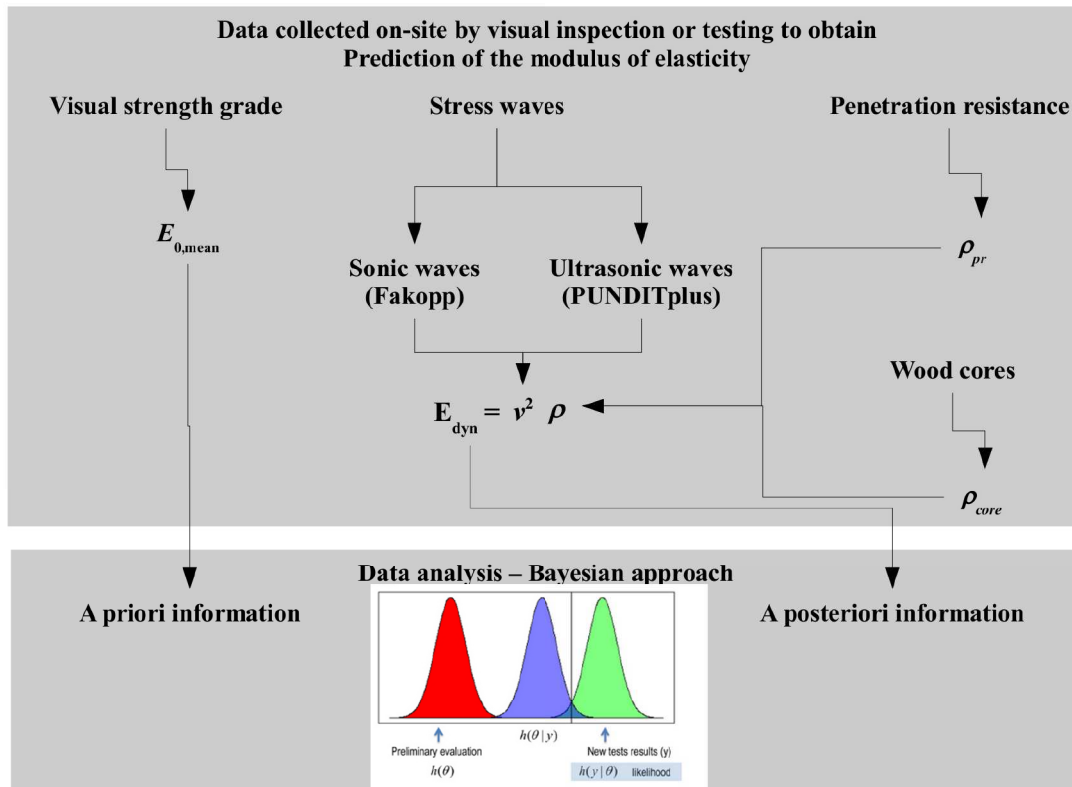 Data collected on-site by visual inspection or testing to obtain
Prediction of the modulus of elasticity
Visual strength grade
Stress waves
Penetration resistance
E0,mean
Sonic waves
(Fakopp)
Ultrasonic waves
(PUNDITplus)
ρpr
Wood cores
Edyn = v² ρ
ρcore
Data analysis – Bayesian approach
A priori information
A posteriori information
h(θ|y)
Preliminary evaluation
h(θ)
New tests results (y)
h(y|θ) likelihood